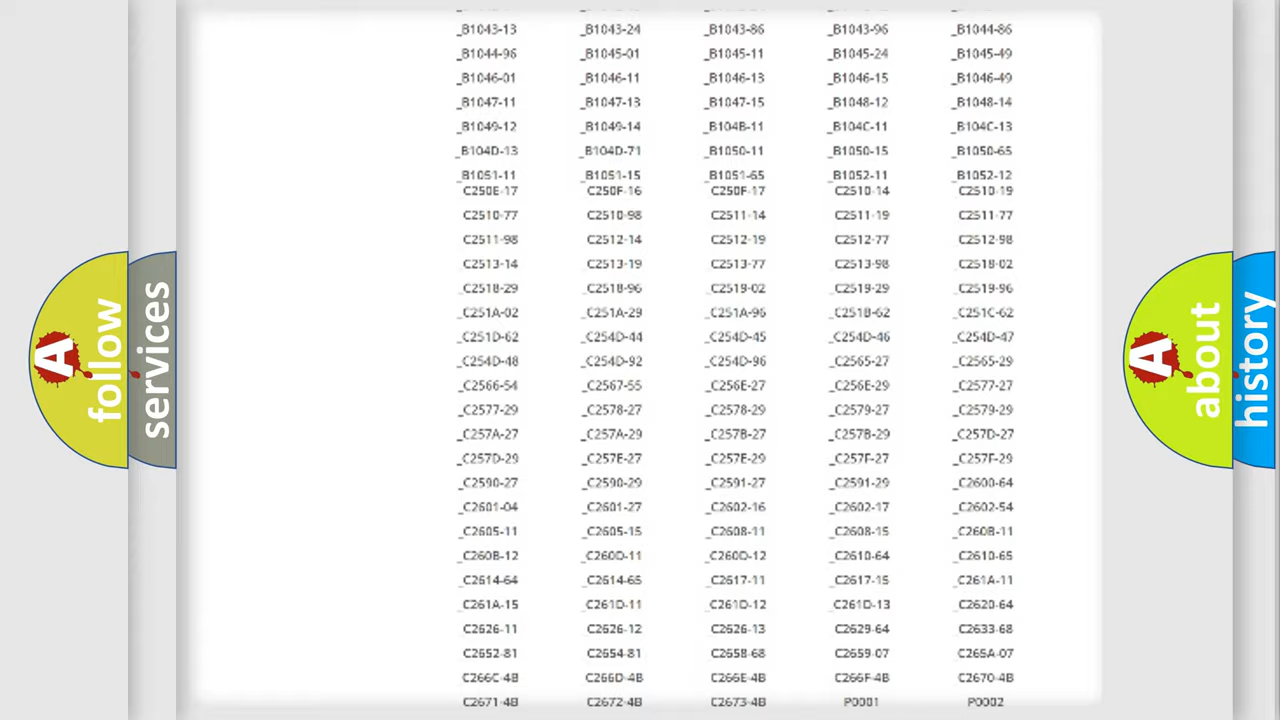 _B1043-13 _B1043-24 _B1043-86 _B1043-96 _B1044-86
_B1044-96 _B1045-01 _B1045-11 _B1045-24 _B1045-49
_B1046-01 _B1046-11 _B1046-13 _B1046-15 _B1046-49
_B1047-11 _B1047-13 _B1047-15 _B1048-12 _B1048-14
_B1049-12 _B1049-14 _B104B-11 _B104C-11 _B104C-13
_B104D-13 _B104D-71 _B1050-11 _B1050-15 _B1050-65
_B1051-11 _B1051-15 _B1051-65 _B1052-11 _B1052-12
C250E-17 C250F-16 C250F-17 C2510-14 C2510-19
C2510-77 C2510-98 C2511-14 C2511-19 C2511-77
C2511-98 C2512-14 C2512-19 C2512-77 C2512-98
_C2513-14 _C2513-19 _C2513-77 _C2513-98 _C2518-02
_C2518-29 _C2518-96 _C2519-02 _C2519-29 _C2519-96
_C251A-02 _C251A-29 _C251A-96 _C251B-62 _C251C-62
_C251D-62 _C254D-44 _C254D-45 _C254D-46 _C254D-47
_C254D-48 _C254D-92 _C254D-96 _C2565-27 _C2565-29
_C2566-54 _C2567-55 _C256E-27 _C256E-29 _C2577-27
_C2577-29 _C2578-27 _C2578-29 _C2579-27 _C2579-29
_C257A-27 _C257A-29 _C257B-27 _C257B-29 _C257D-27
_C257D-29 _C257E-27 _C257E-29 _C257F-27 _C257F-29
_C2590-27 _C2590-29 _C2591-27 _C2591-29 _C2600-64
_C2601-04 _C2601-27 _C2602-16 _C2602-17 _C2602-54
_C2605-11 _C2605-15 _C2608-11 _C2608-15 _C260B-11
_C260B-12 _C260D-11 _C260D-12 _C2610-64 _C2610-65
_C2614-64 _C2614-65 _C2617-11 _C2617-15 _C261A-11
_C261A-15 _C261D-11 _C261D-12 _C261D-13 _C2620-64
C2626-11 C2626-12 C2626-13 C2629-64 C2633-68
C2652-81 C2654-81 C2658-68 C2659-07 C265A-07
C266C-4B C266D-4B C266E-4B C266F-4B C2670-4B
C2671-4B C2672-4B C2673-4B P0001 P0002
A follow
services
A about
history